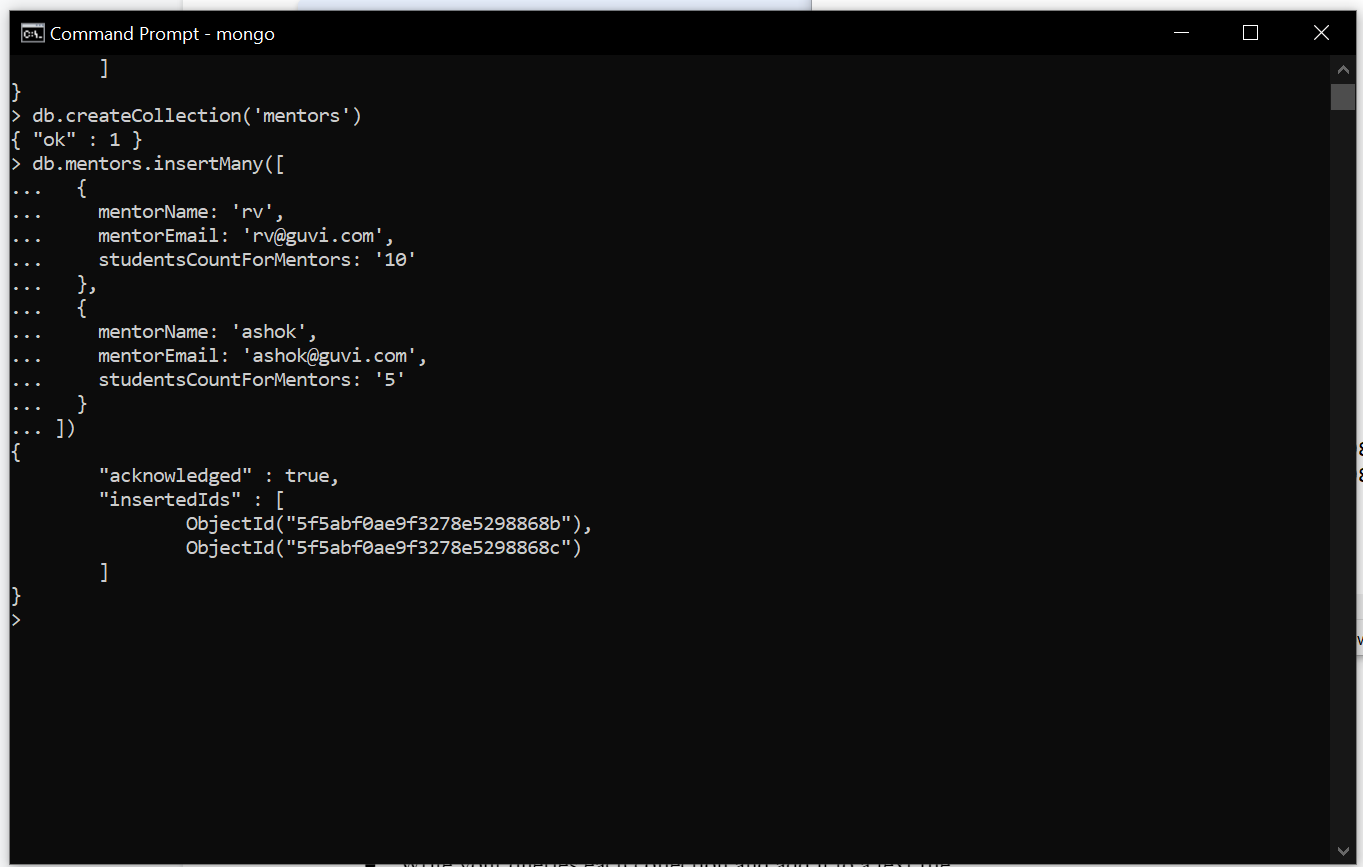 Command Prompt - mongo
        ]
}
> db.createCollection('mentors')
{ "ok" : 1 }
> db.mentors.insertMany([
...   {
...     mentorName: 'rv',
...     mentorEmail: 'rv@guvi.com',
...     studentsCountForMentors: '10'
...   },
...   {
...     mentorName: 'ashok',
...     mentorEmail: 'ashok@guvi.com',
...     studentsCountForMentors: '5'
...   }
... ])
{
        "acknowledged" : true,
        "insertedIds" : [
                ObjectId("5f5abf0ae9f3278e5298868b"),
                ObjectId("5f5abf0ae9f3278e5298868c")
        ]
}
>